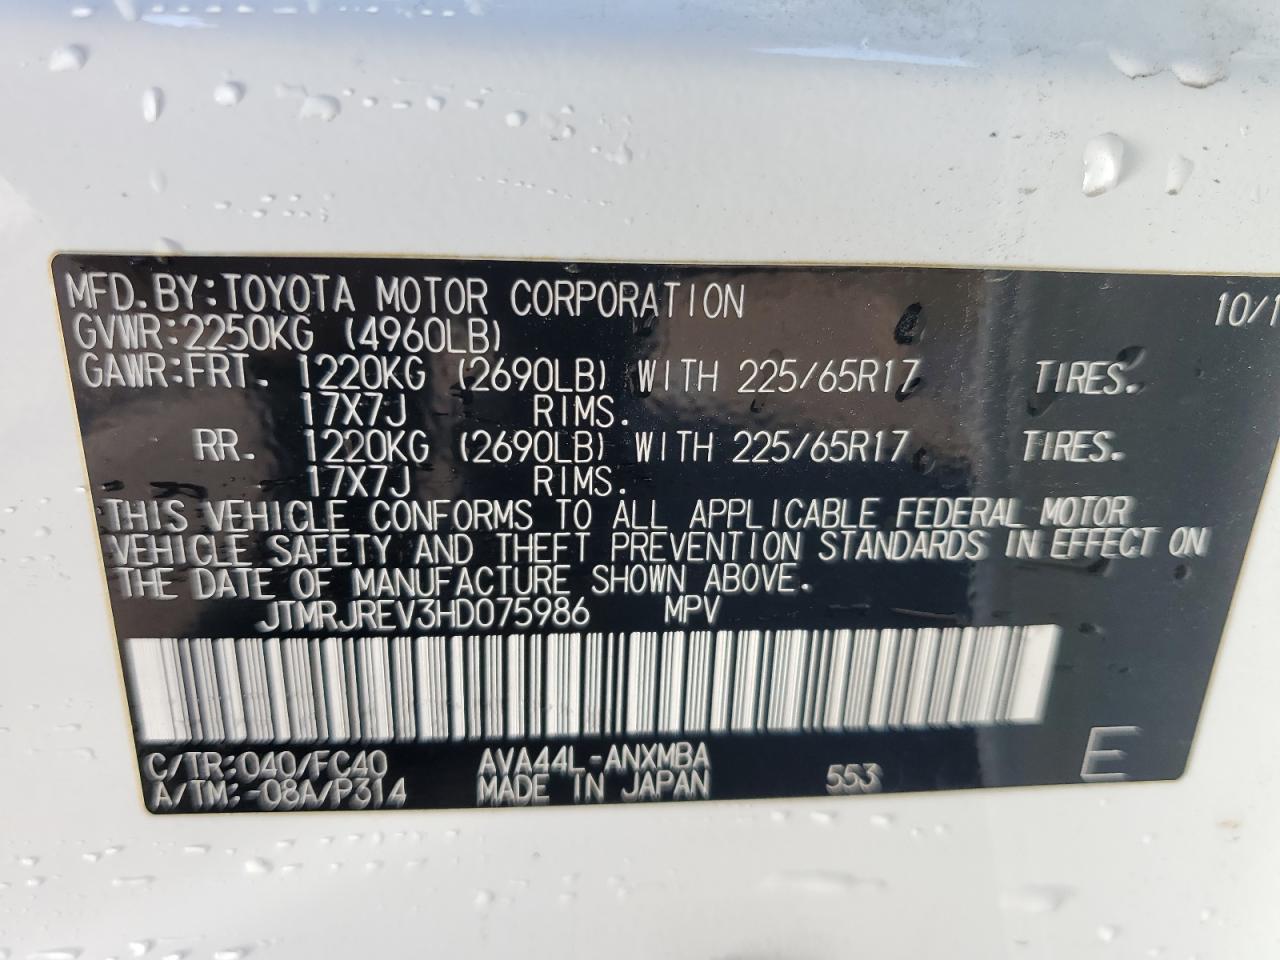 MFD.BY:TOYOTA MOTOR CORPORATION 10/1
GVWR:2250KG (4960LB)
GAWR:FRT. 1220KG (2690LB) WITH 225/65R17 TIRES.
17X7J RIMS.
RR. 1220KG (2690LB) WITH 225/65R17 TIRES.
17X7J RIMS.
THIS VEHICLE CONFORMS TO ALL APPLICABLE FEDERAL MOTOR
VEHICLE SAFETY AND THEFT PREVENTION STANDARDS IN EFFECT ON
THE DATE OF MANUFACTURE SHOWN ABOVE.
JTMRJREV3HD075986 MPV
C/TR:040/FC40 AVA44L-ANXMBA
A/TM:-08A/P314 MADE IN JAPAN 553 E